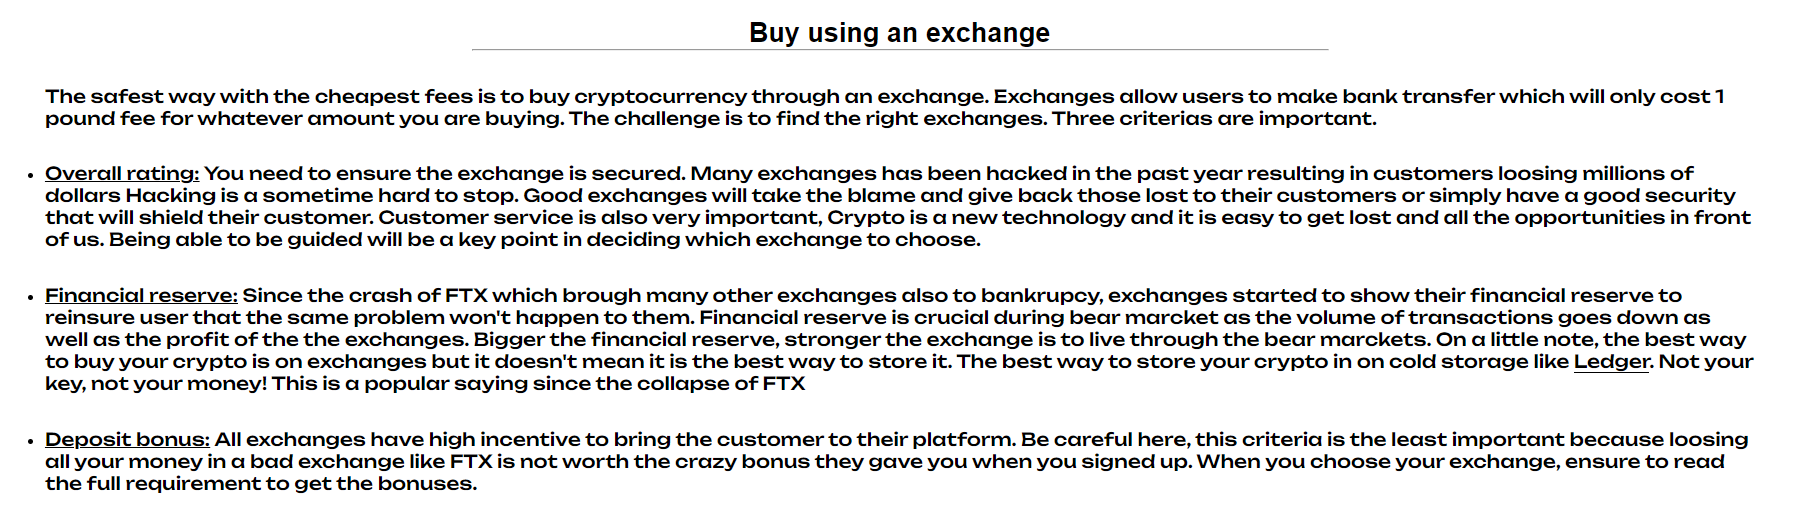 Buy using an exchange
The safest way with the cheapest fees is to buy cryptocurrency through an exchange. Exchanges allow users to make bank transfer which will only cost 1
pound fee for whatever amount you are buying. The challenge is to find the right exchanges. Three criterias are important.
• Overall rating: You need to ensure the exchange is secured. Many exchanges has been hacked in the past year resulting in customers loosing millions of
dollars Hacking is a sometime hard to stop. Good exchanges will take the blame and give back those lost to their customers or simply have a good security
that will shield their customer. Customer service is also very important, Crypto is a new technology and it is easy to get lost and all the opportunities in front
of us. Being able to be guided will be a key point in deciding which exchange to choose.
• Financial reserve: Since the crash of FTX which brough many other exchanges also to bankrupcy, exchanges started to show their financial reserve to
reinsure user that the same problem won't happen to them. Financial reserve is crucial during bear marcket as the volume of transactions goes down as
well as the profit of the the exchanges. Bigger the financial reserve, stronger the exchange is to live through the bear marckets. On a little note, the best way
to buy your crypto is on exchanges but it doesn't mean it is the best way to store it. The best way to store your crypto in on cold storage like Ledger. Not your
key, not your money! This is a popular saying since the collapse of FTX
• Deposit bonus: All exchanges have high incentive to bring the customer to their platform. Be careful here, this criteria is the least important because loosing
all your money in a bad exchange like FTX is not worth the crazy bonus they gave you when you signed up. When you choose your exchange, ensure to read
the full requirement to get the bonuses.